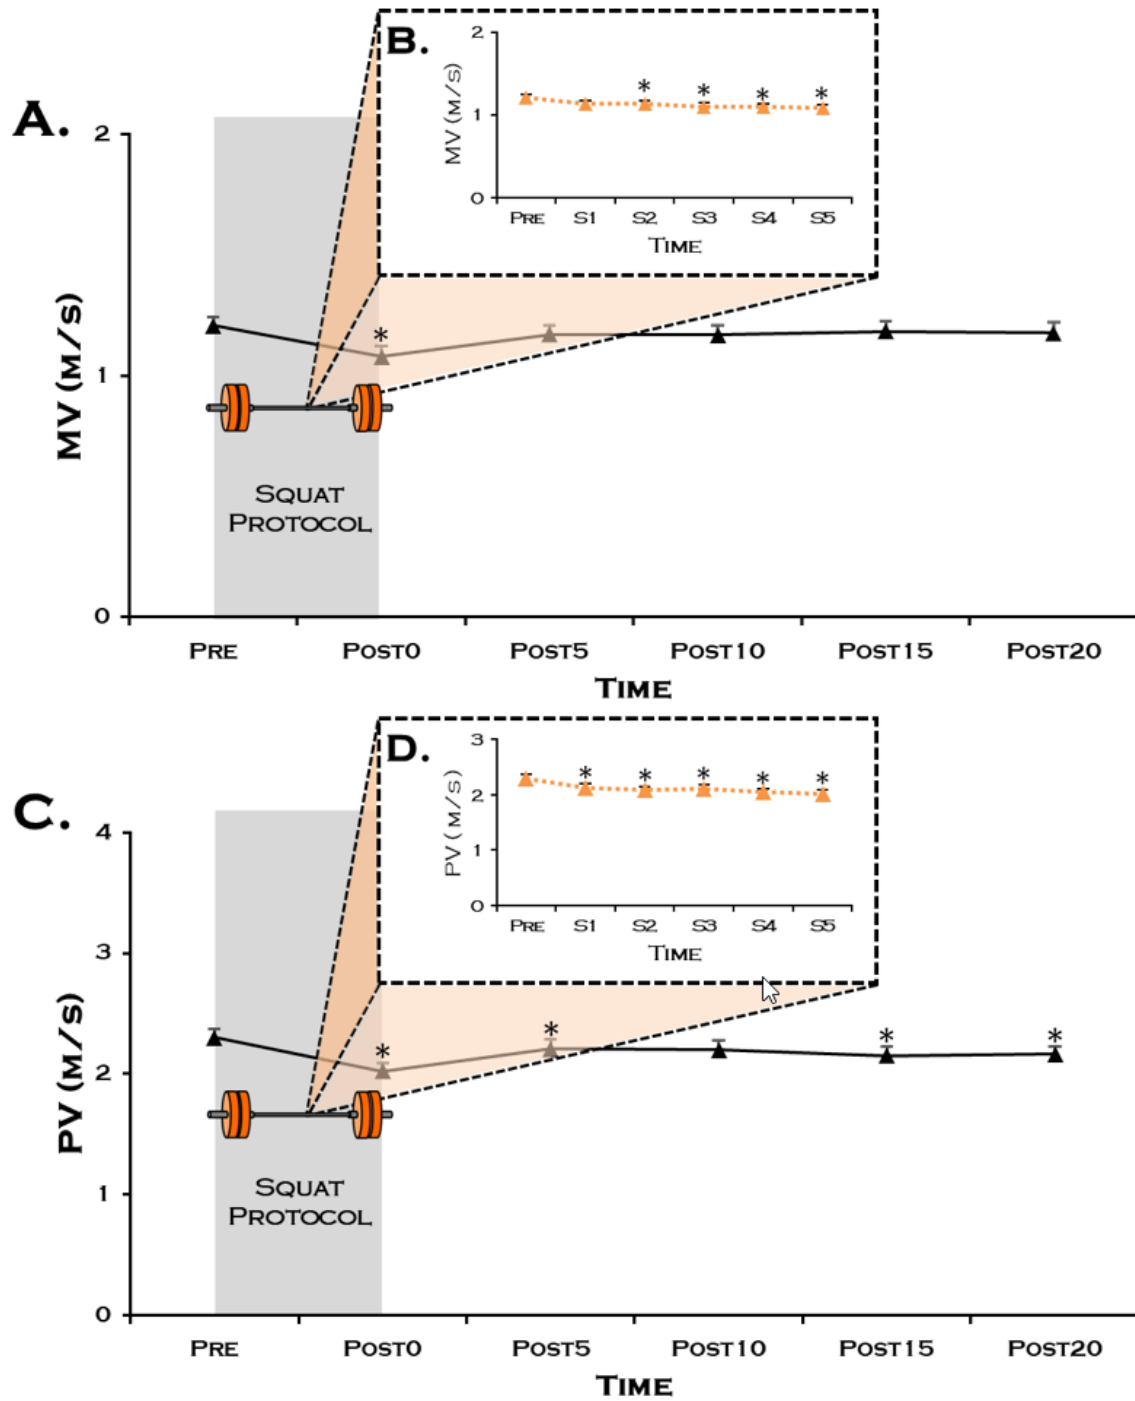 A.
B.
2
1
0
MV (M/S)
*
*
*
*
PRE S1 S2 S3 S4 S5
TIME
2
1
0
MV (M/S)
*
SQUAT
PROTOCOL
PRE POST0 POST5 POST10 POST15 POST20
TIME
C.
D.
3
2
1
0
PV (M/S)
*
*
*
*
*
PRE S1 S2 S3 S4 S5
TIME
4
3
2
1
0
PV (M/S)
*
*
*
*
SQUAT
PROTOCOL
PRE POST0 POST5 POST10 POST15 POST20
TIME